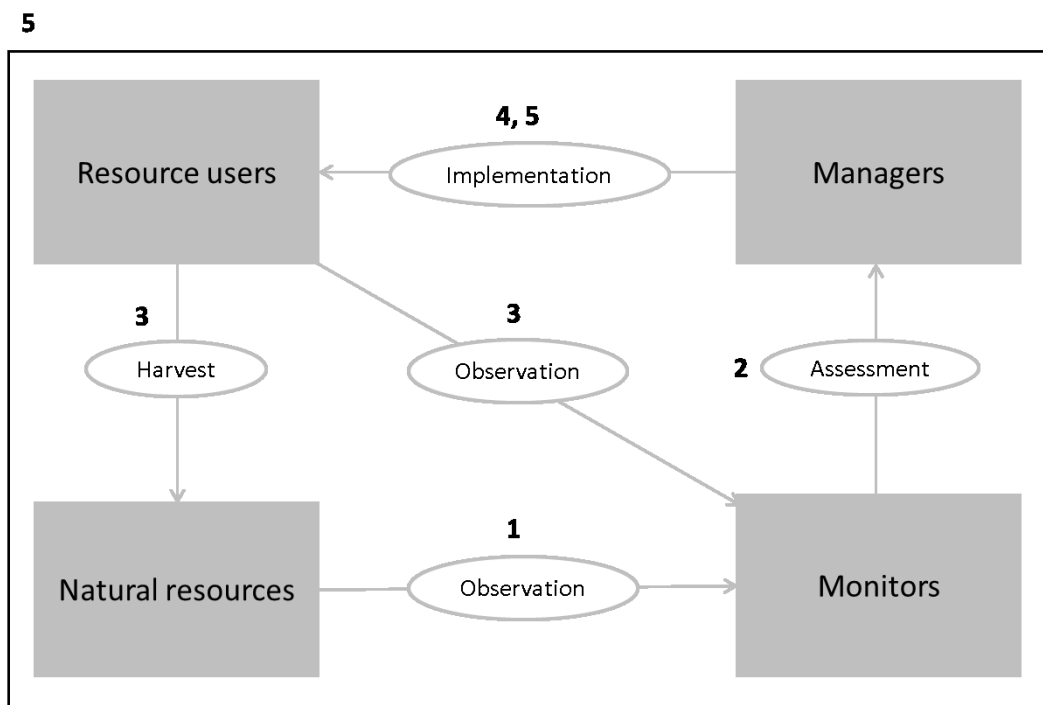 5
4, 5
Resource users
Implementation
Managers
3
3
Harvest
Observation
2
Assessment
1
Natural resources
Observation
Monitors